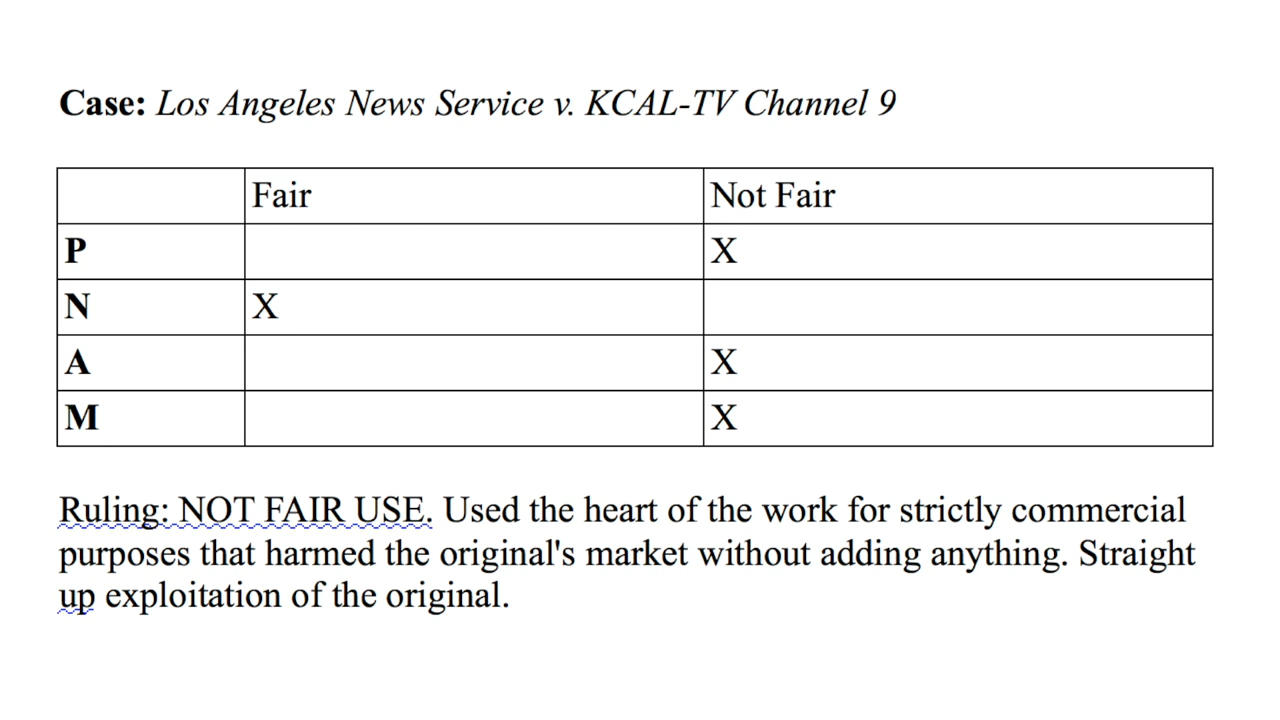 Case: Los Angeles News Service v. KCAL-TV Channel 9
Fair Not Fair
P X
N X
A X
M X
Ruling: NOT FAIR USE. Used the heart of the work for strictly commercial
purposes that harmed the original's market without adding anything. Straight
up exploitation of the original.